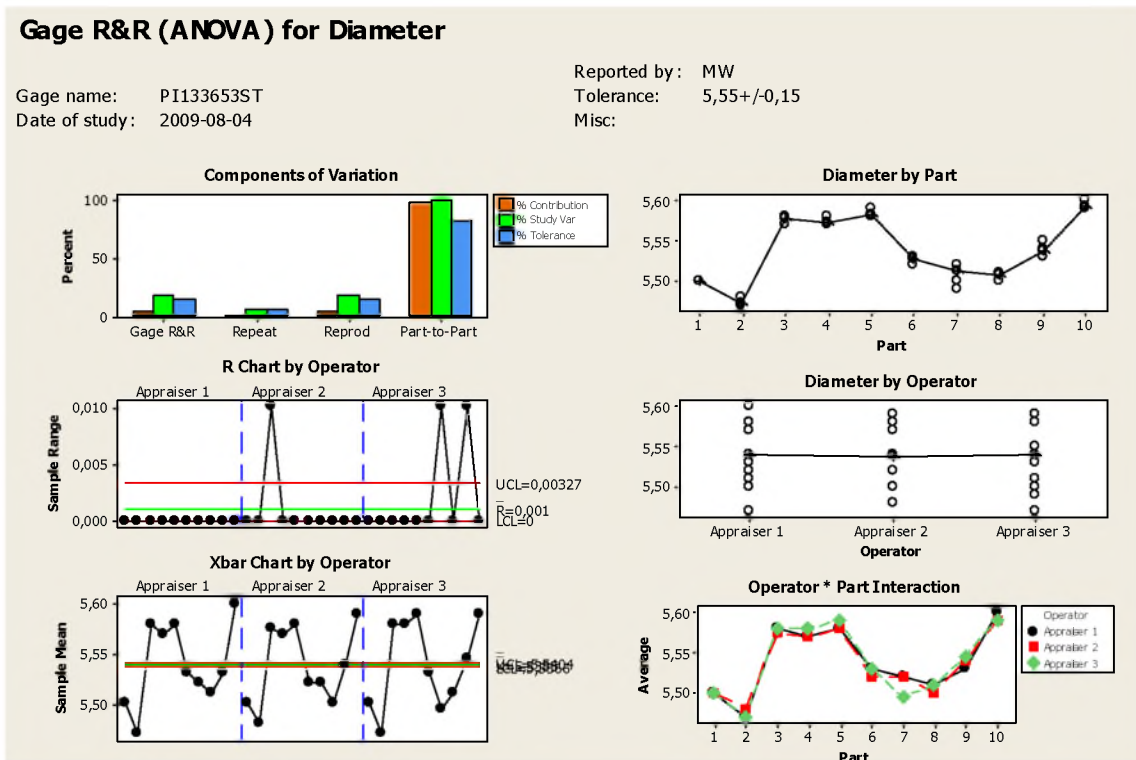 Gage R&R (ANOVA) for Diameter
Reported by: MW
Gage name: PI133653ST
Tolerance: 5,55+/-0,15
Date of study: 2009-08-04
Misc:
Components of Variation
100
50
0
Percent
Gage R&R Repeat Reprod Part-to-Part
% Contribution
% Study Var
% Tolerance
Diameter by Part
5,60
5,55
5,50
1 2 3 4 5 6 7 8 9 10
Part
R Chart by Operator
Appraiser 1 Appraiser 2 Appraiser 3
0,010
0,005
0,000
Sample Range
UCL=0,00327
R=0,001
LCL=0
Diameter by Operator
5,60
5,55
5,50
Appraiser 1 Appraiser 2 Appraiser 3
Operator
Xbar Chart by Operator
Appraiser 1 Appraiser 2 Appraiser 3
5,60
5,55
5,50
Sample Mean
Operator * Part Interaction
5,60
5,55
5,50
Average
1 2 3 4 5 6 7 8 9 10
Part
Operator
Appraiser 1
Appraiser 2
Appraiser 3